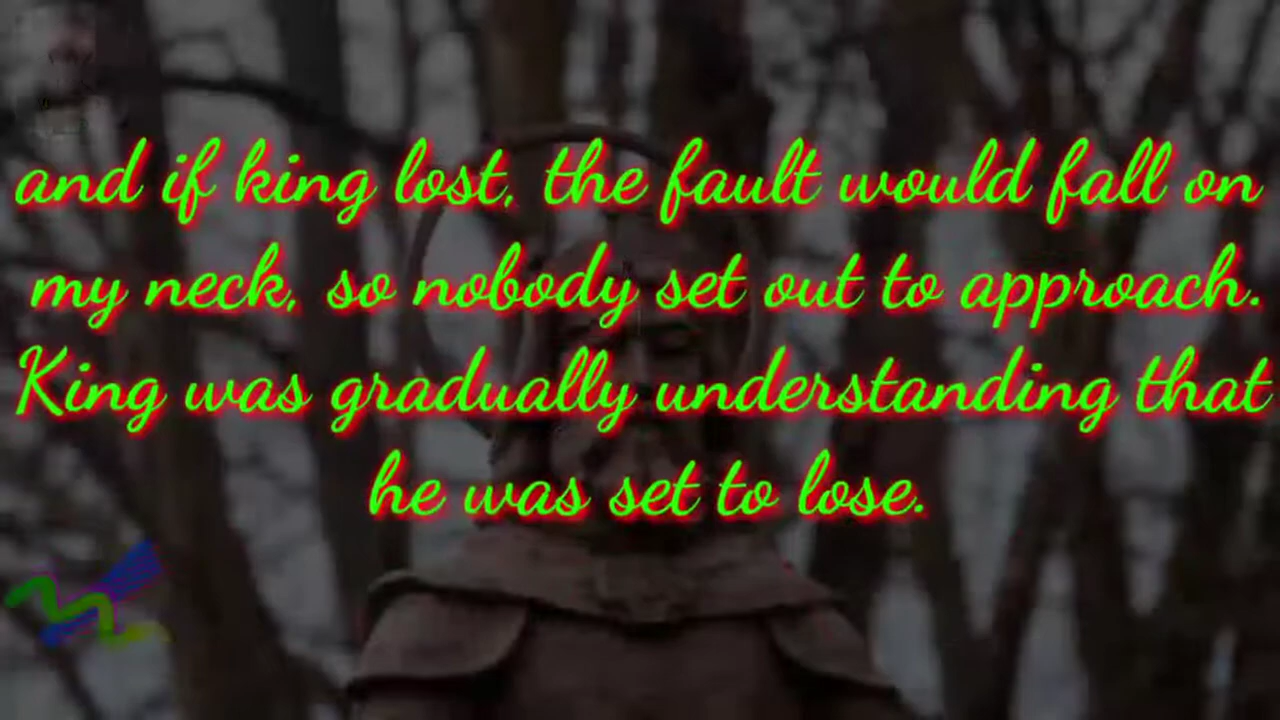 and if king lost, the fault would fall on
my neck, so nobody set out to approach.
King was gradually understanding that
he was set to lose.